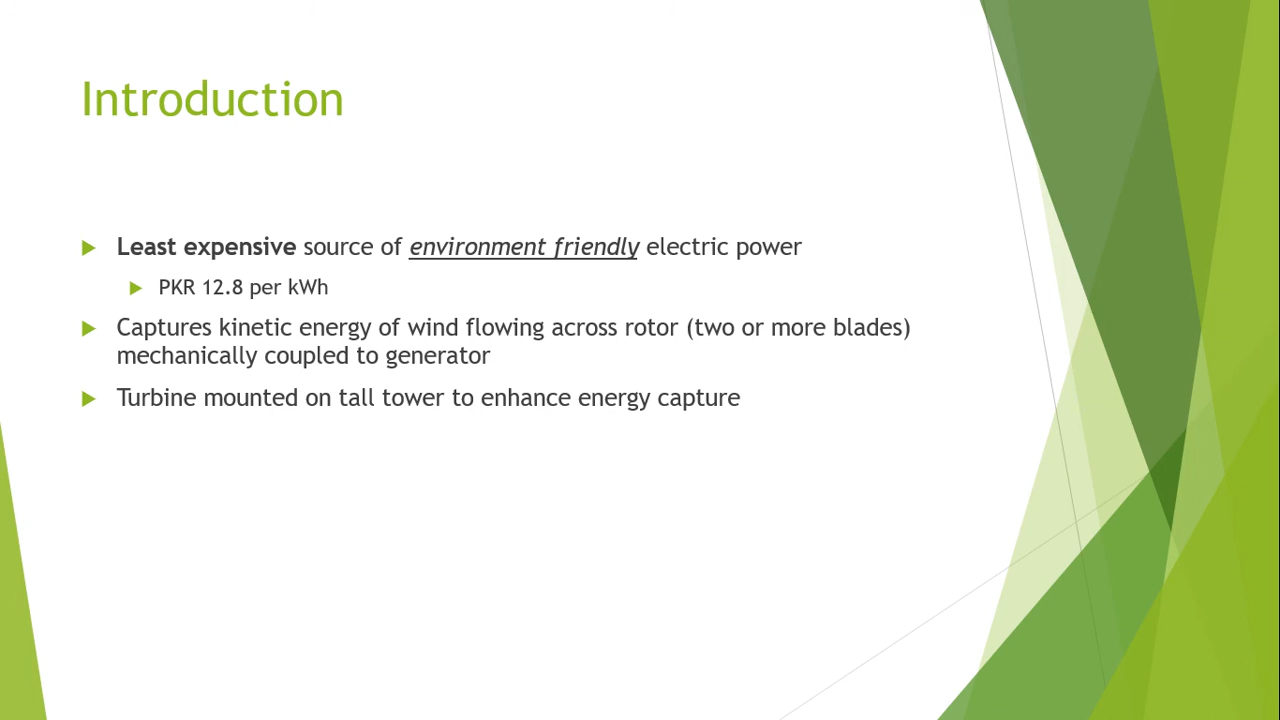 Introduction
Least expensive source of environment friendly electric power
PKR 12.8 per kWh
Captures kinetic energy of wind flowing across rotor (two or more blades)
mechanically coupled to generator
Turbine mounted on tall tower to enhance energy capture